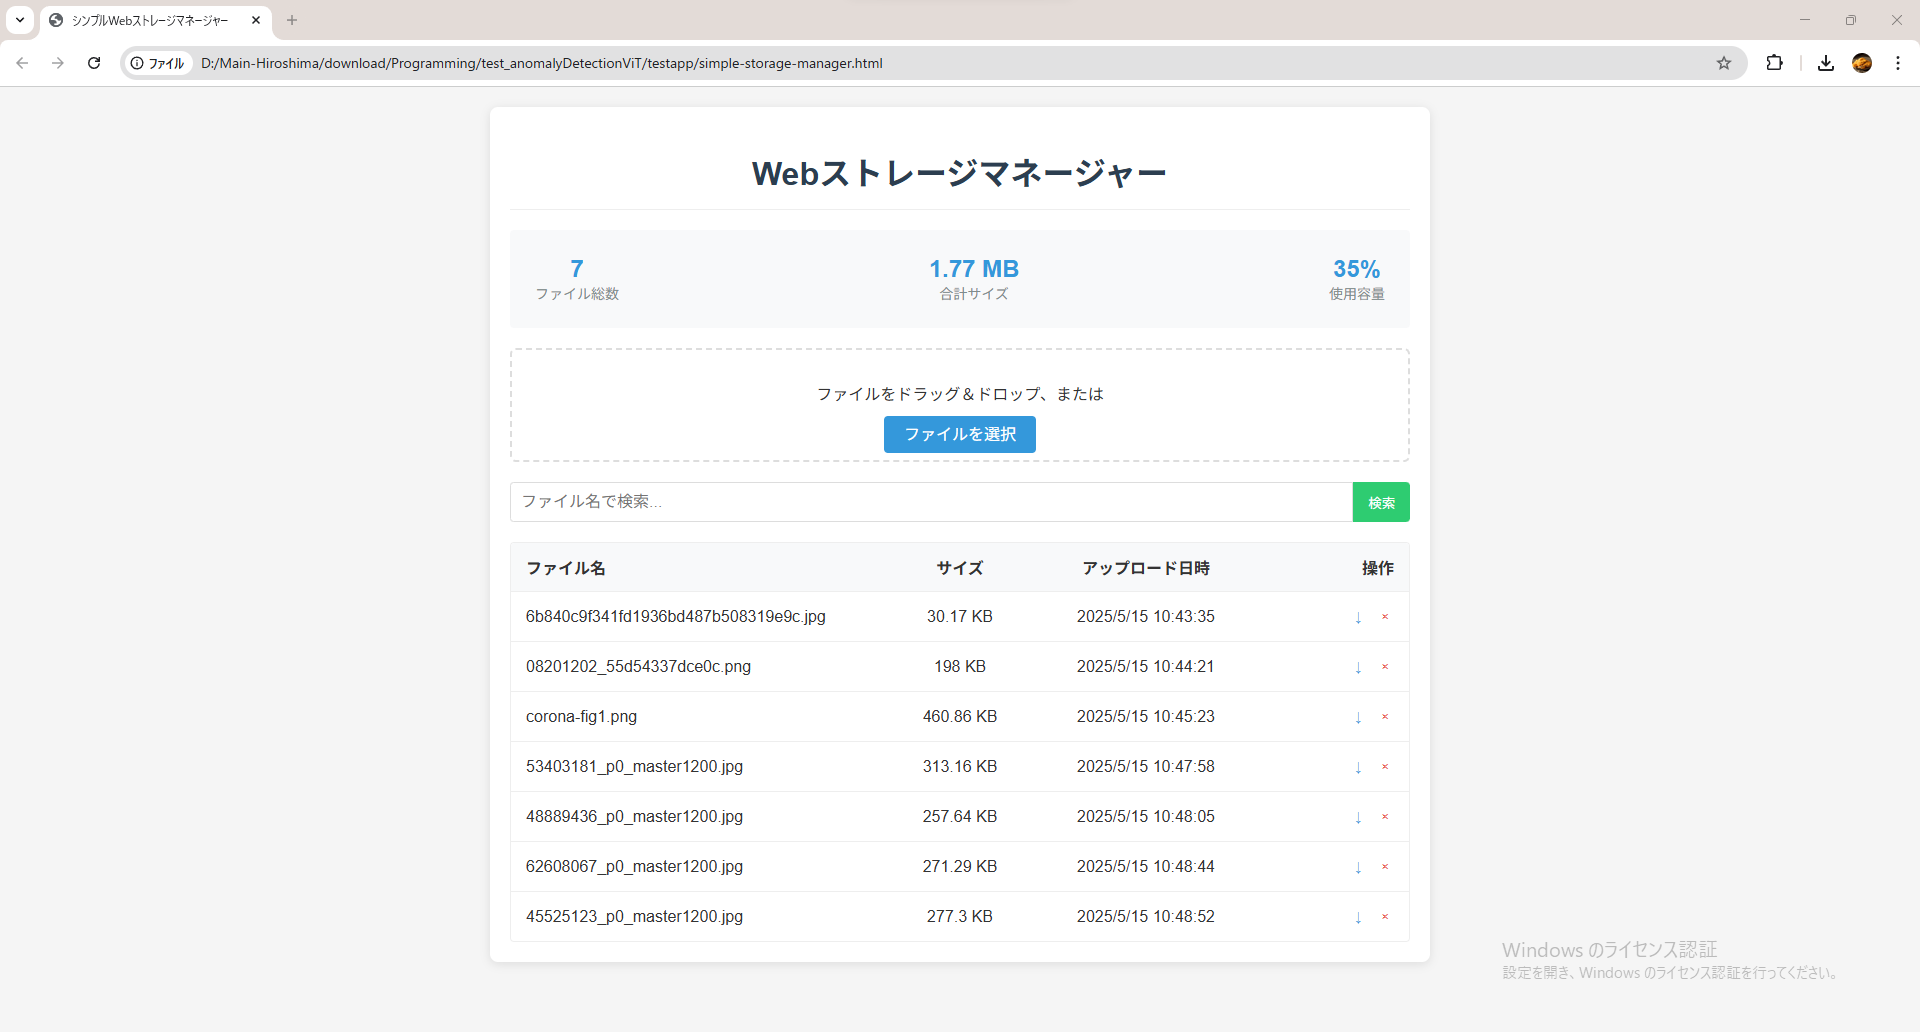 シンプルWebストレージマネージャー
ファイル D:/Main-Hiroshima/download/Programming/test_anomalyDetectionViT/testapp/simple-storage-manager.html
Webストレージマネージャー
7 1.77 MB 35%
ファイル総数 合計サイズ 使用容量
ファイルをドラッグ＆ドロップ、または
ファイルを選択
ファイル名で検索... 検索
ファイル名 サイズ アップロード日時 操作
6b840c9f341fd1936bd487b508319e9c.jpg 30.17 KB 2025/5/15 10:43:35 ↓ ×
08201202_55d54337dce0c.png 198 KB 2025/5/15 10:44:21 ↓ ×
corona-fig1.png 460.86 KB 2025/5/15 10:45:23 ↓ ×
53403181_p0_master1200.jpg 313.16 KB 2025/5/15 10:47:58 ↓ ×
48889436_p0_master1200.jpg 257.64 KB 2025/5/15 10:48:05 ↓ ×
62608067_p0_master1200.jpg 271.29 KB 2025/5/15 10:48:44 ↓ ×
45525123_p0_master1200.jpg 277.3 KB 2025/5/15 10:48:52 ↓ ×
Windows のライセンス認証
設定を開き、Windows のライセンス認証を行ってください。